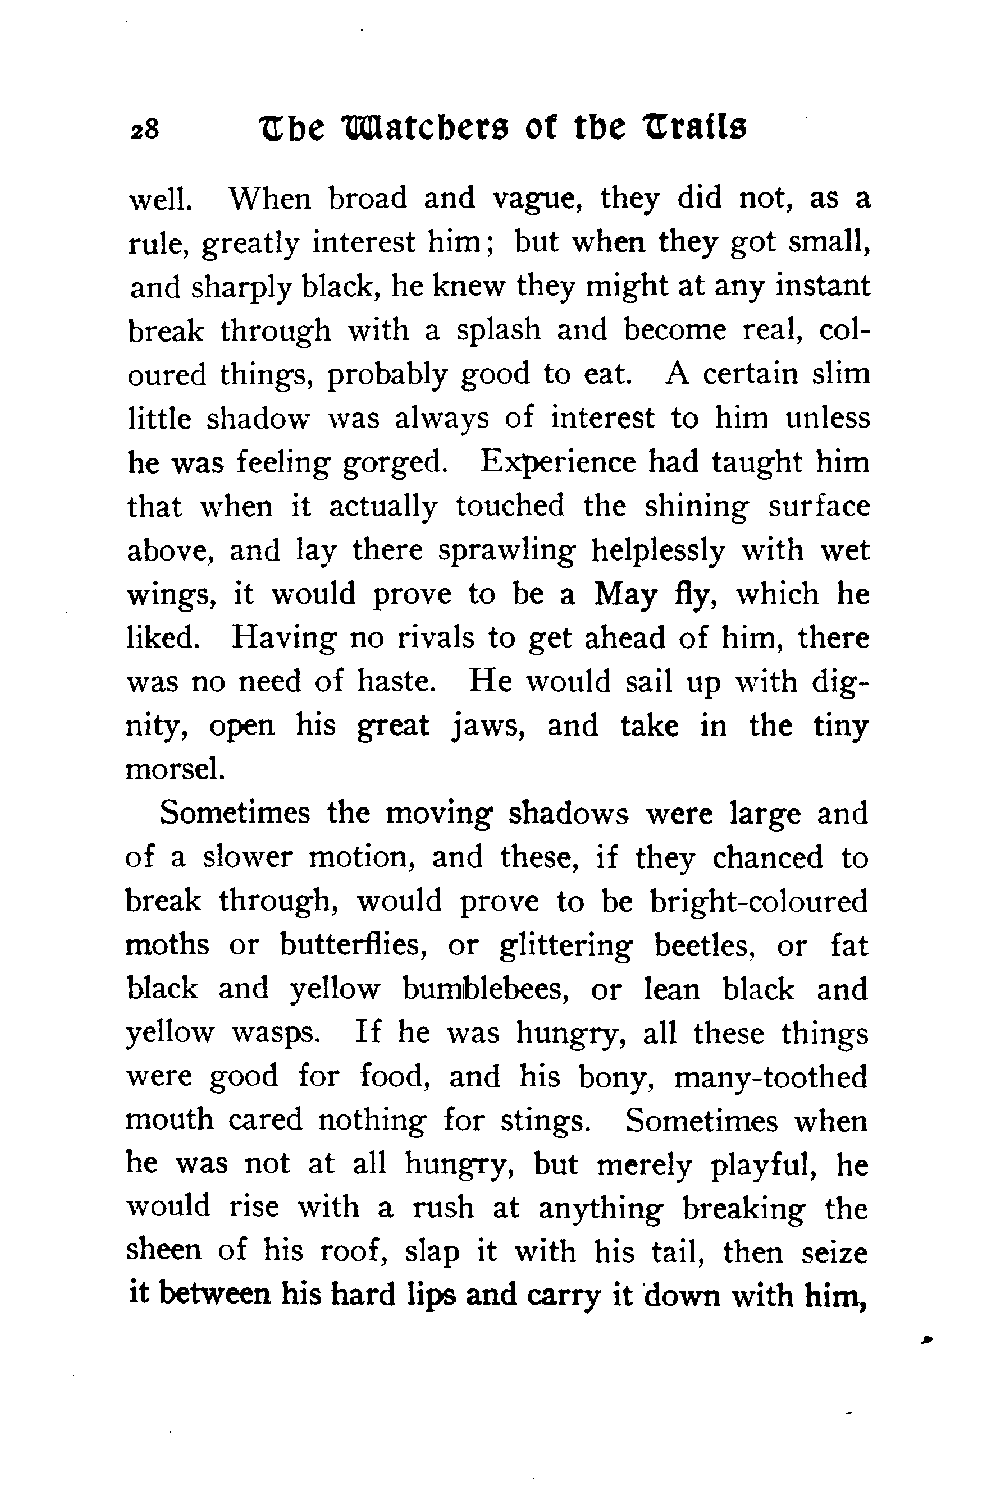 28 The Watchers of the Trails
well. When broad and vague, they did not, as a
rule, greatly interest him; but when they got small,
and sharply black, he knew they might at any instant
break through with a splash and become real, col-
oured things, probably good to eat. A certain slim
little shadow was always of interest to him unless
he was feeling gorged. Experience had taught him
that when it actually touched the shining surface
above, and lay there sprawling helplessly with wet
wings, it would prove to be a May fly, which he
liked. Having no rivals to get ahead of him, there
was no need of haste. He would sail up with dig-
nity, open his great jaws, and take in the tiny
morsel.
Sometimes the moving shadows were large and
of a slower motion, and these, if they chanced to
break through, would prove to be bright-coloured
moths or butterflies, or glittering beetles, or fat
black and yellow bumblebees, or lean black and
yellow wasps. If he was hungry, all these things
were good for food, and his bony, many-toothed
mouth cared nothing for stings. Sometimes when
he was not at all hungry, but merely playful, he
would rise with a rush at anything breaking the
sheen of his roof, slap it with his tail, then seize
it between his hard lips and carry it down with him,